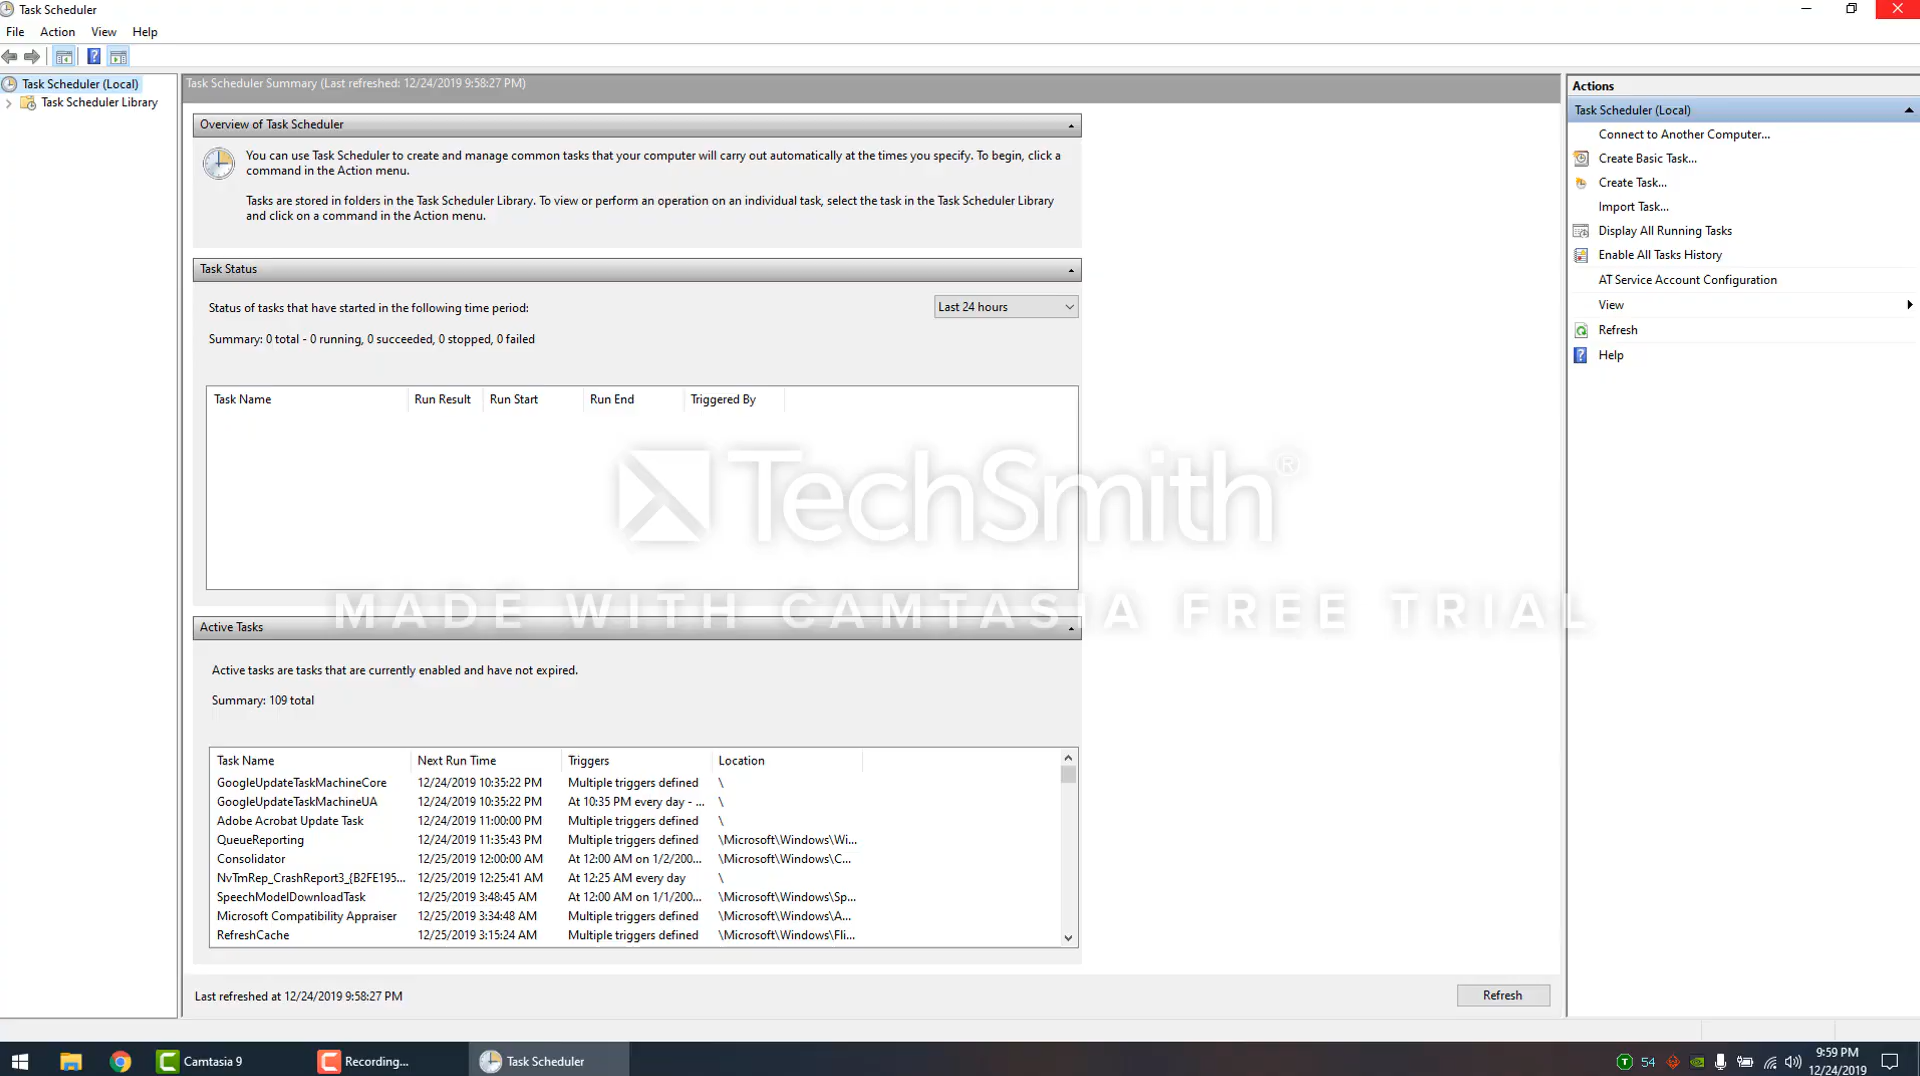 Task Scheduler
File Action View Help
Task Scheduler (Local)
Task Scheduler Library
Task Scheduler Summary (Last refreshed: 12/24/2019 9:58:27 PM)
Overview of Task Scheduler
You can use Task Scheduler to create and manage common tasks that your computer will carry out automatically at the times you specify. To begin, click a
command in the Action menu.
Tasks are stored in folders in the Task Scheduler Library. To view or perform an operation on an individual task, select the task in the Task Scheduler Library
and click on a command in the Action menu.
Task Status
Status of tasks that have started in the following time period:
Last 24 hours
Summary: 0 total - 0 running, 0 succeeded, 0 stopped, 0 failed
Task Name Run Result Run Start Run End Triggered By
TechSmith®
MADE WITH CAMTASIA FREE TRIAL
Active Tasks
Active tasks are tasks that are currently enabled and have not expired.
Summary: 109 total
Task Name Next Run Time Triggers Location
GoogleUpdateTaskMachineCore 12/24/2019 10:35:22 PM Multiple triggers defined \
GoogleUpdateTaskMachineUA 12/24/2019 10:35:22 PM At 10:35 PM every day - ... \
Adobe Acrobat Update Task 12/24/2019 11:00:00 PM Multiple triggers defined \
QueueReporting 12/24/2019 11:35:43 PM Multiple triggers defined \Microsoft\Windows\Wi...
Consolidator 12/25/2019 12:00:00 AM At 12:00 AM on 1/2/200... \Microsoft\Windows\C...
NvTmRep_CrashReport3_{B2FE195... 12/25/2019 12:25:41 AM At 12:25 AM every day \
SpeechModelDownloadTask 12/25/2019 3:48:45 AM At 12:00 AM on 1/1/200... \Microsoft\Windows\Sp...
Microsoft Compatibility Appraiser 12/25/2019 3:34:48 AM Multiple triggers defined \Microsoft\Windows\A...
RefreshCache 12/25/2019 3:15:24 AM Multiple triggers defined \Microsoft\Windows\Fli...
Last refreshed at 12/24/2019 9:58:27 PM
Refresh
Actions
Task Scheduler (Local)
Connect to Another Computer...
Create Basic Task...
Create Task...
Import Task...
Display All Running Tasks
Enable All Tasks History
AT Service Account Configuration
View
Refresh
Help
Camtasia 9 Recording... Task Scheduler
54
9:59 PM
12/24/2019